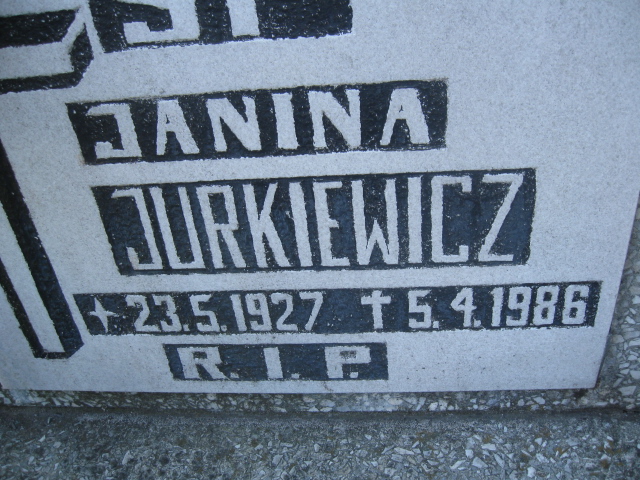 JANINA
JURKIEWICZ
23.5.1927 † 5.4.1986
R. I. P.